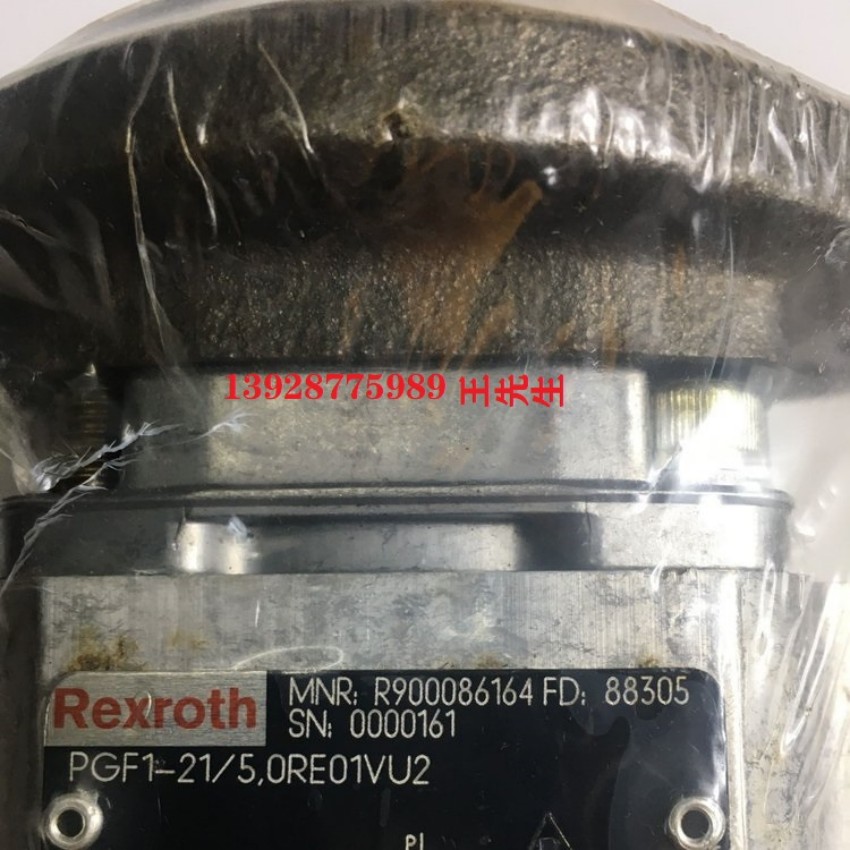 13928775989 王先生
Rexroth
MNR: R900086164 FD: 88305
SN: 0000161
PGF1-21/5,0RE01VU2